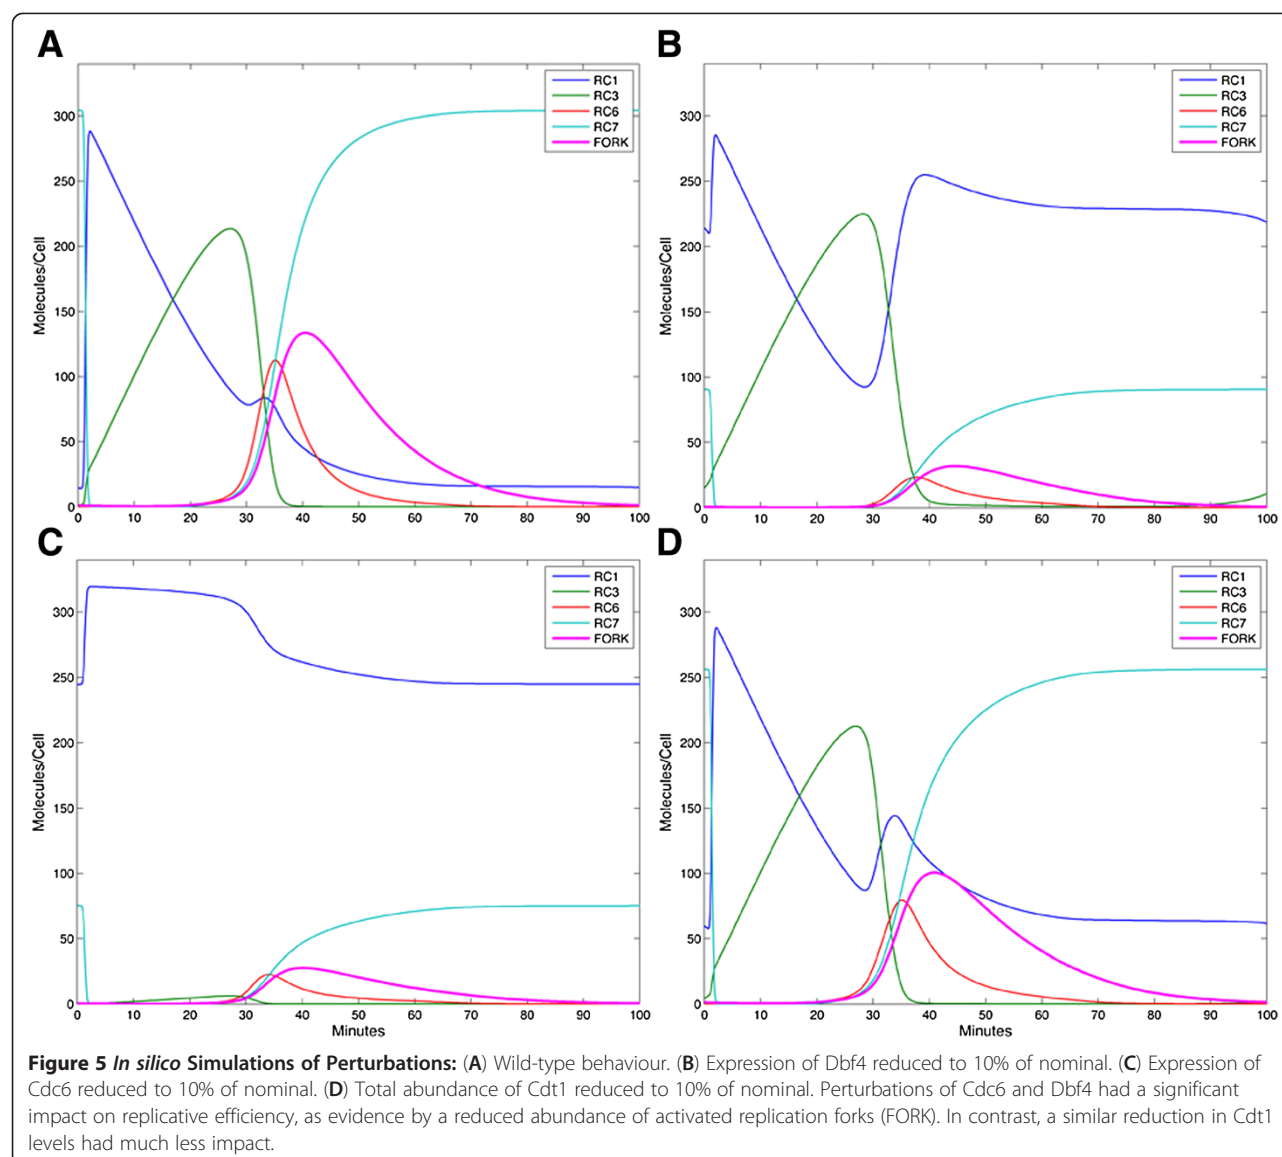 A
RC1
RC3
RC6
RC7
FORK
Molecules/Cell
300
250
200
150
100
50
0
0 10 20 30 40 50 60 70 80 90 100
B
RC1
RC3
RC6
RC7
FORK
Molecules/Cell
300
250
200
150
100
50
0
0 10 20 30 40 50 60 70 80 90 100
C
RC1
RC3
RC6
RC7
FORK
Molecules/Cell
300
250
200
150
100
50
0
0 10 20 30 40 50 60 70 80 90 100
Minutes
D
RC1
RC3
RC6
RC7
FORK
Molecules/Cell
300
250
200
150
100
50
0
0 10 20 30 40 50 60 70 80 90 100
Minutes
Figure 5 In silico Simulations of Perturbations: (A) Wild-type behaviour. (B) Expression of Dbf4 reduced to 10% of nominal. (C) Expression of
Cdc6 reduced to 10% of nominal. (D) Total abundance of Cdt1 reduced to 10% of nominal. Perturbations of Cdc6 and Dbf4 had a significant
impact on replicative efficiency, as evidence by a reduced abundance of activated replication forks (FORK). In contrast, a similar reduction in Cdt1
levels had much less impact.